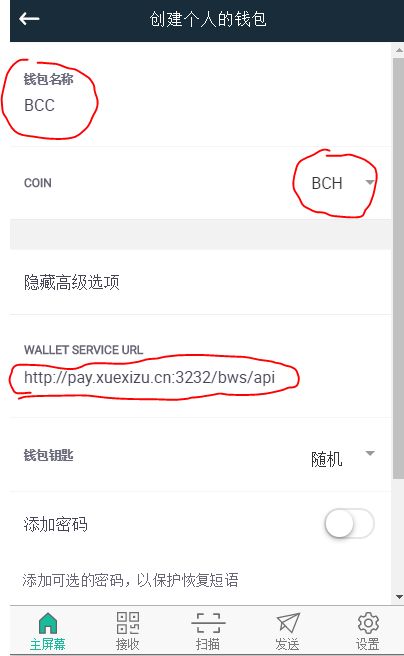 创建个人的钱包
钱包名称
BCC
COIN
BCH
隐藏高级选项
WALLET SERVICE URL
http://pay.xuexizu.cn:3232/bws/api
钱包钥匙
随机
添加密码
添加可选的密码，以保护恢复短语
主屏幕
接收
扫描
发送
设置